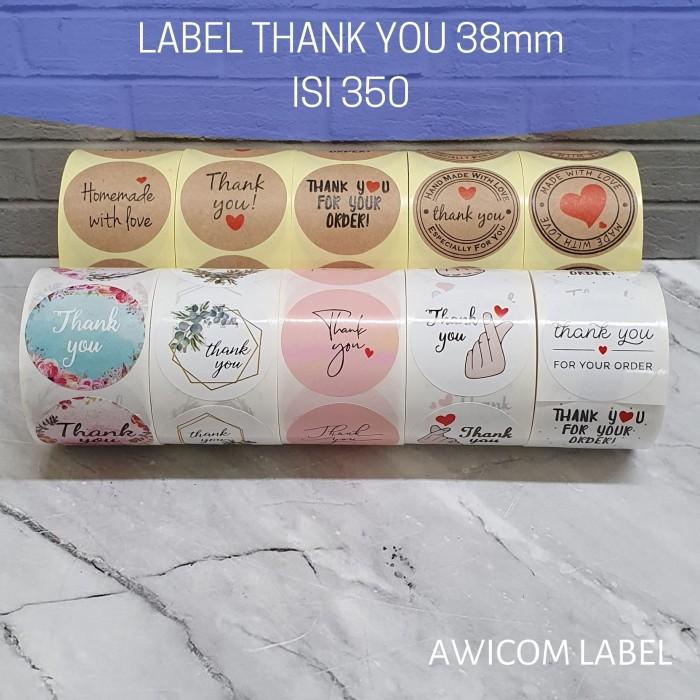 LABEL THANK YOU 38mm
ISI 350
Homemade
with love
Thank
you!
THANK YOU
FOR YOUR
ORDER!
HAND MADE WITH LOVE
thank you
ESPECIALLY FOR YOU
MADE WITH LOVE
MADE WITH LOVE
Thank
you
thank
you
Thank
you
Thank
you
thank you
FOR YOUR ORDER
Thank
you
thank
you
Thank
you
Thank
you
THANK YOU
FOR YOUR
ORDER!
AWICOM LABEL